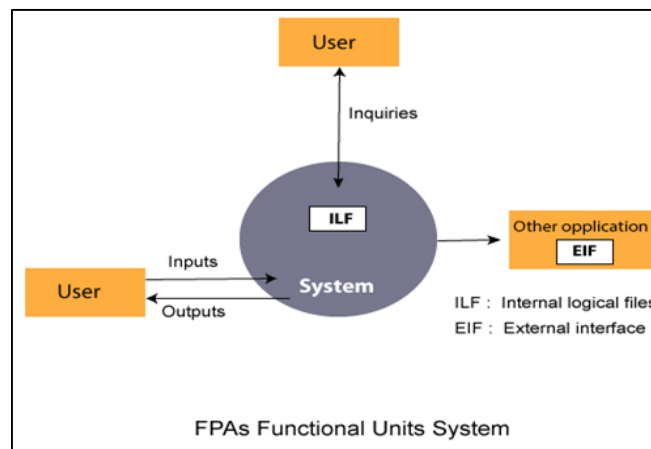 User
Inquiries
ILF
Other opplication
EIF
Inputs
User
System
Outputs
ILF : Internal logical files
EIF : External interface
FPAs Functional Units System